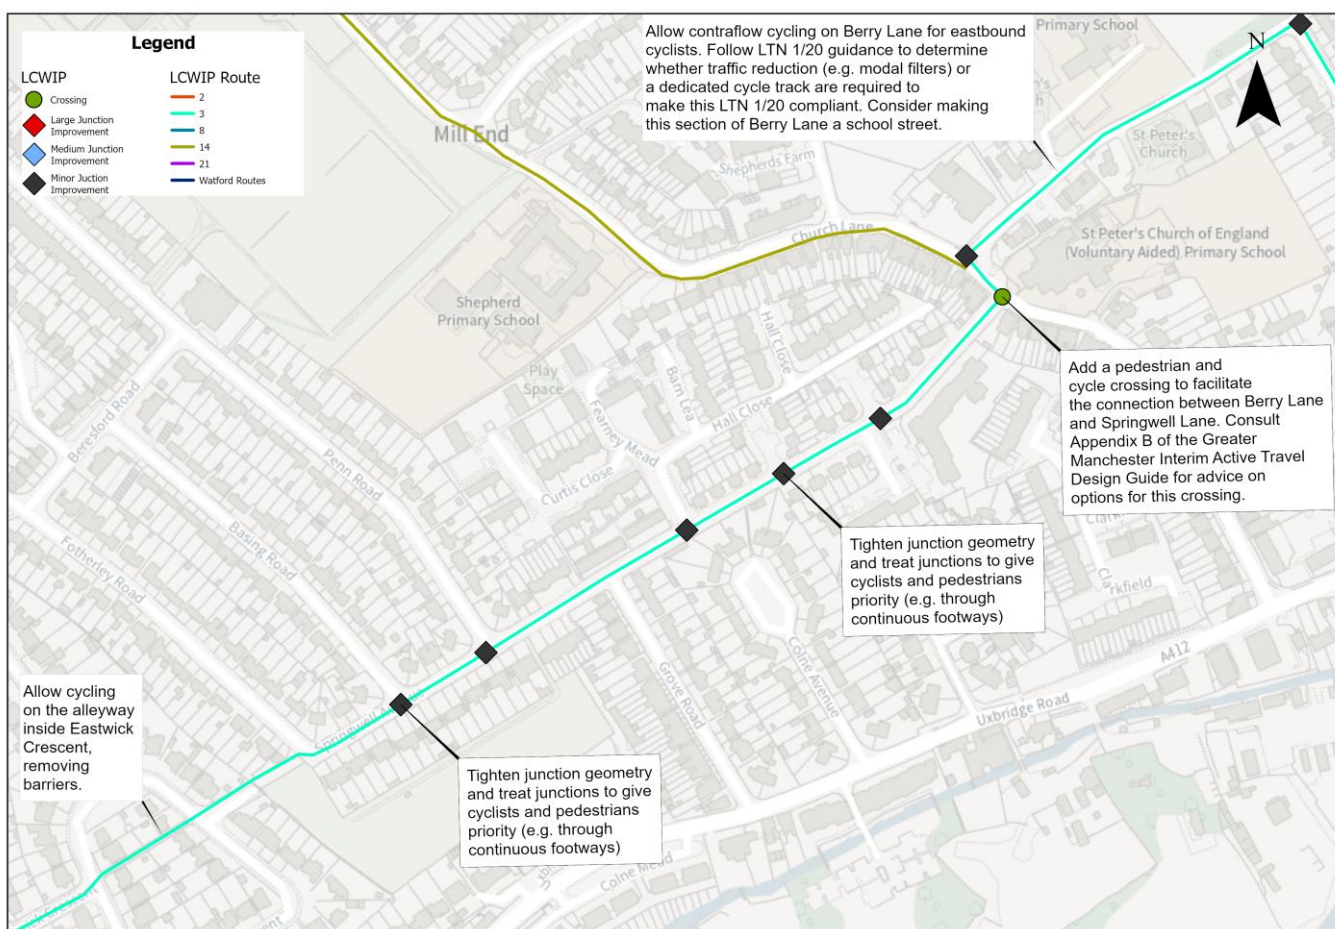 Legend
LCWIP
Crossing
Large Junction
Improvement
Medium Junction
Improvement
Minor Juction
Improvement
LCWIP Route
2
3
8
14
21
Watford Routes
Allow contraflow cycling on Berry Lane for eastbound
cyclists. Follow LTN 1/20 guidance to determine
whether traffic reduction (e.g. modal filters) or
a dedicated cycle track are required to
make this LTN 1/20 compliant. Consider making
this section of Berry Lane a school street.
Primary School
N
Mill End
Shepherds Farm
St Peter's
Church
Church Lane
St Peter's Church of England
(Voluntary Aided) Primary School
Shepherd
Primary School
Hall Close
Play
Space
Barn Lea
Hall Close
Fearney Mead
Curtis Close
Beresford Road
Penn Road
Basing Road
Fotherley Road
Add a pedestrian and
cycle crossing to facilitate
the connection between Berry Lane
and Springwell Lane. Consult
Appendix B of the Greater
Manchester Interim Active Travel
Design Guide for advice on
options for this crossing.
Tighten junction geometry
and treat junctions to give
cyclists and pedestrians
priority (e.g. through
continuous footways)
Clarkfield
A412
Uxbridge Road
Colne Avenue
Grove Road
Springwell
Allow cycling
on the alleyway
inside Eastwick
Crescent,
removing
barriers.
Tighten junction geometry
and treat junctions to give
cyclists and pedestrians
priority (e.g. through
continuous footways)
Colne Mead